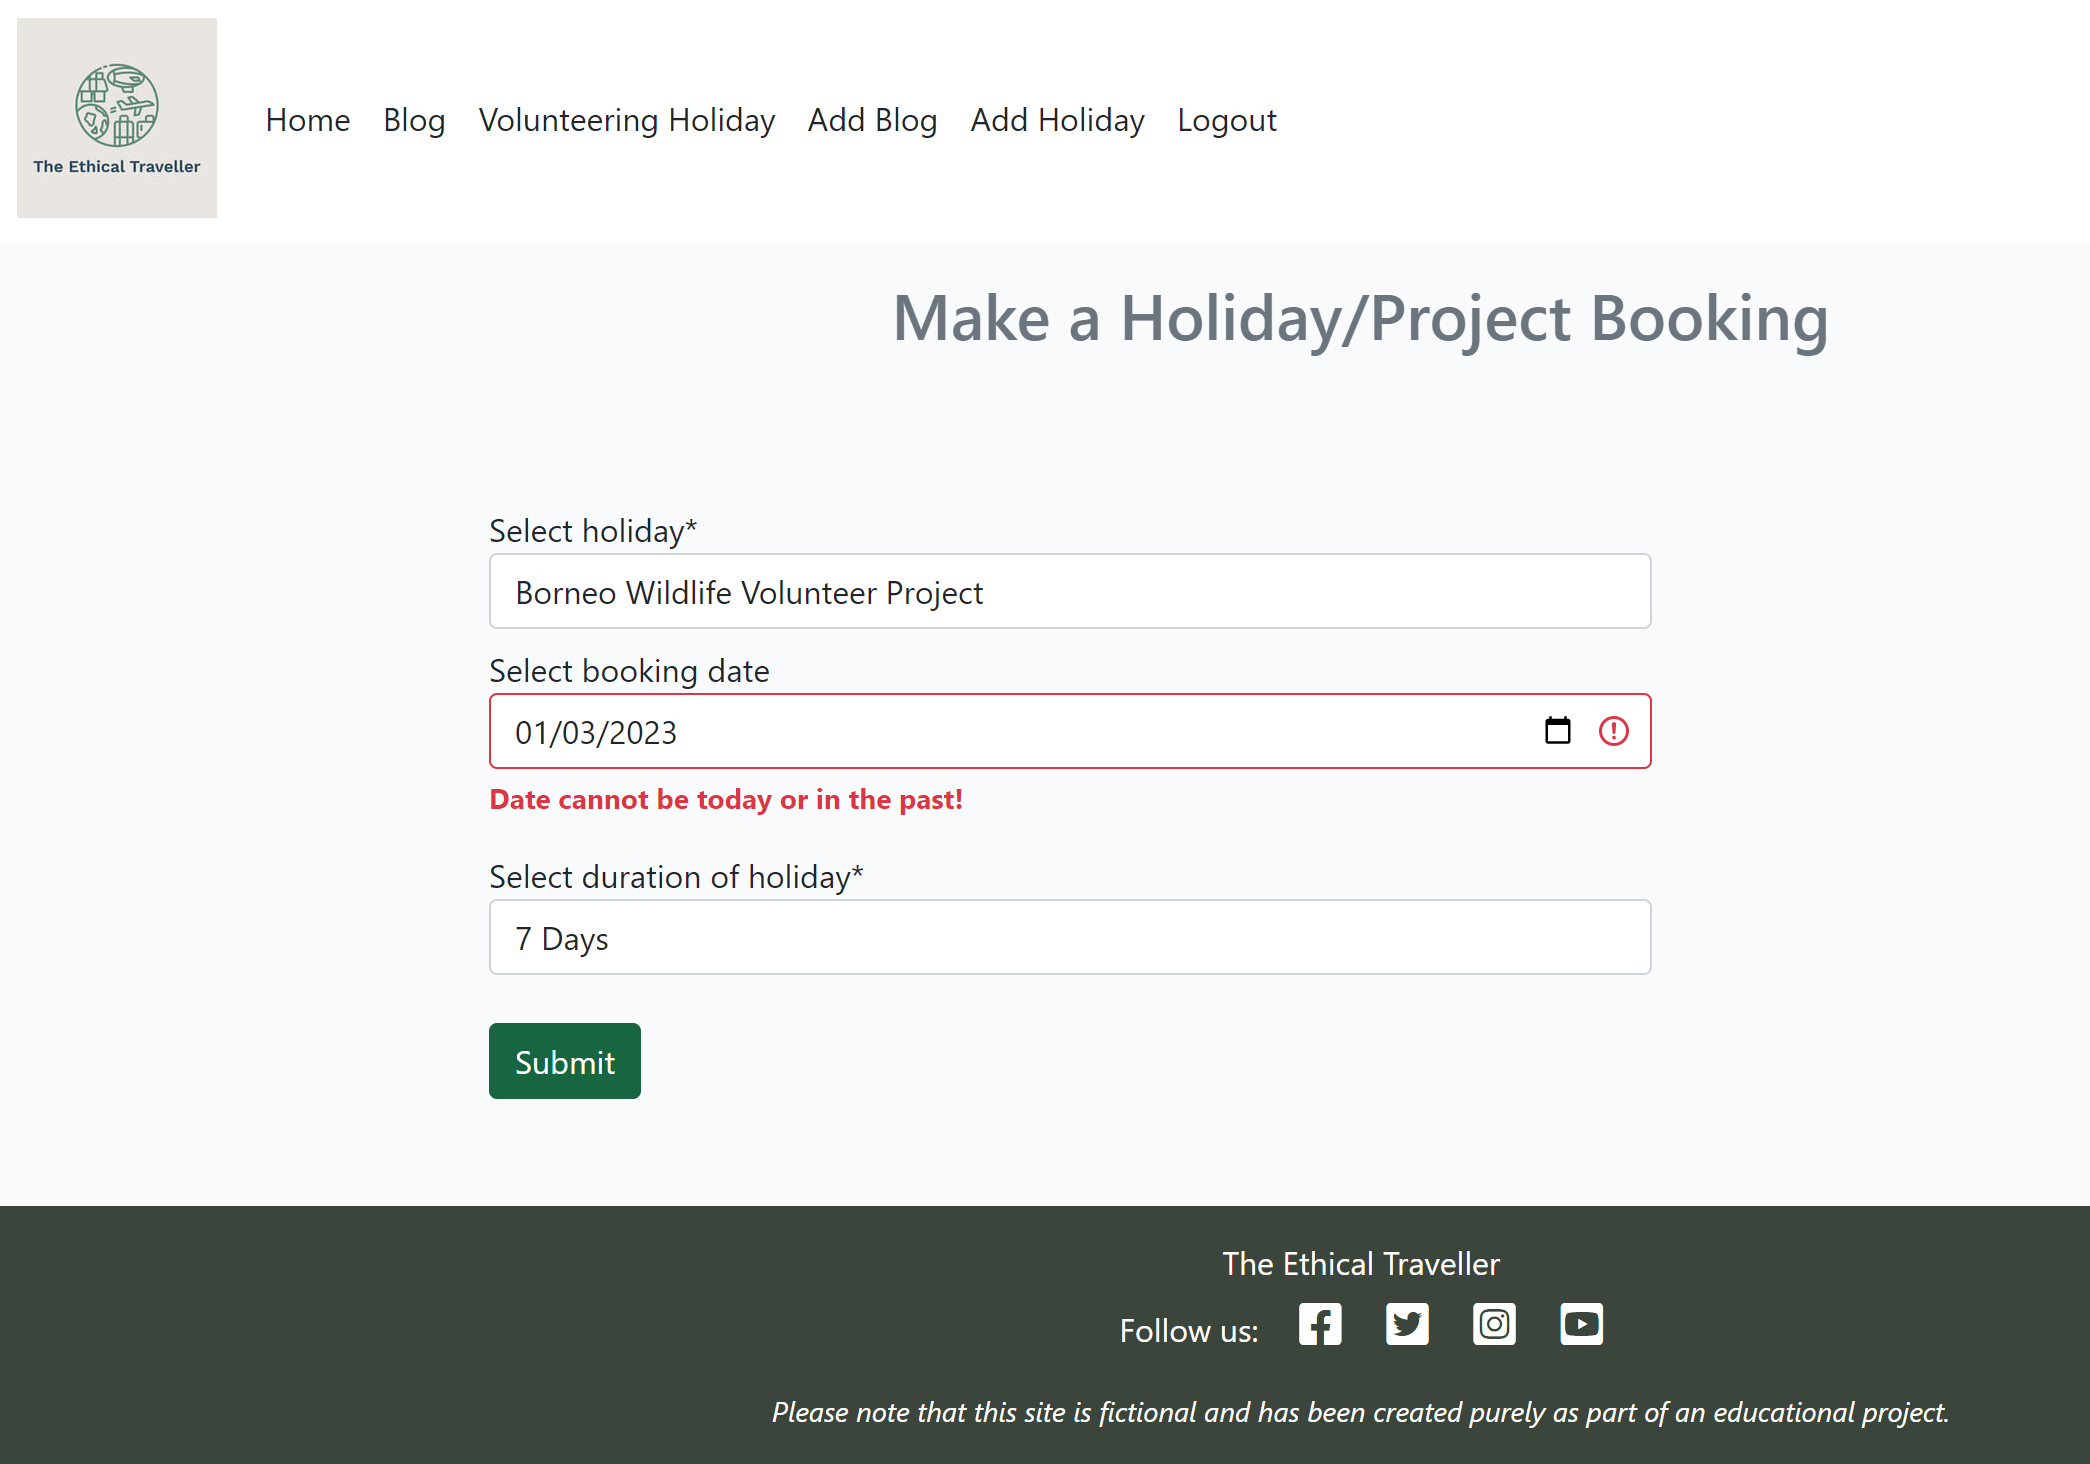 The Ethical Traveller
Home Blog Volunteering Holiday Add Blog Add Holiday Logout
Make a Holiday/Project Booking
Select holiday*
Borneo Wildlife Volunteer Project
Select booking date
01/03/2023
Date cannot be today or in the past!
Select duration of holiday*
7 Days
Submit
The Ethical Traveller
Follow us:
Please note that this site is fictional and has been created purely as part of an educational project.